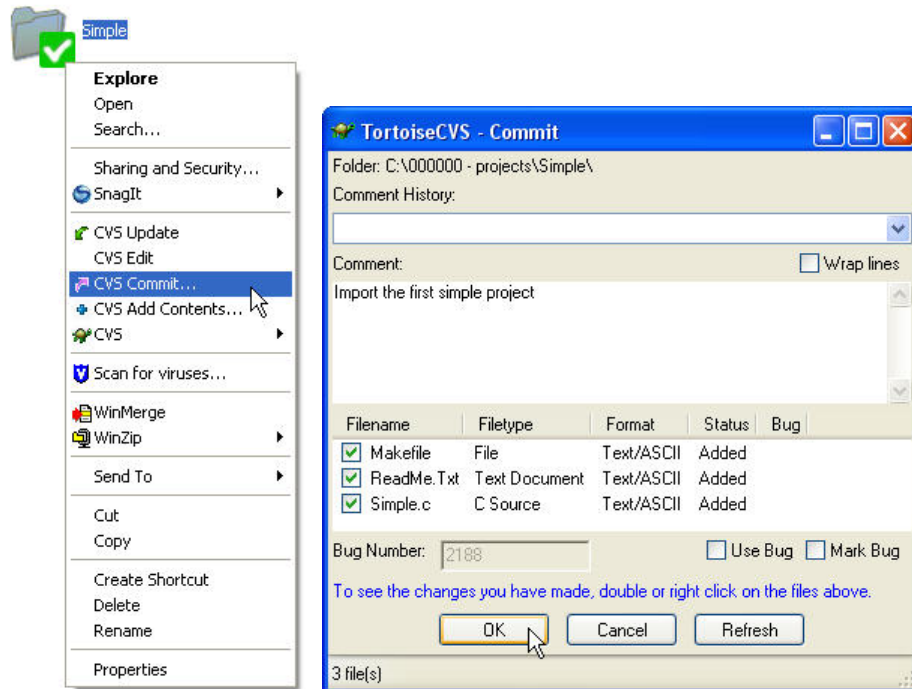 Simple
Explore
Open
Search...
Sharing and Security...
SnagIt
CVS Update
CVS Edit
CVS Commit...
CVS Add Contents...
CVS
Scan for viruses...
WinMerge
WinZip
Send To
Cut
Copy
Create Shortcut
Delete
Rename
Properties
TortoiseCVS - Commit
Folder: C:\000000 - projects\Simple\
Comment History:
Comment: Wrap lines
Import the first simple project
Filename Filetype Format Status Bug
Makefile File Text/ASCII Added
ReadMe.Txt Text Document Text/ASCII Added
Simple.c C Source Text/ASCII Added
Bug Number: 2188 Use Bug Mark Bug
To see the changes you have made, double or right click on the files above.
OK Cancel Refresh
3 file(s)